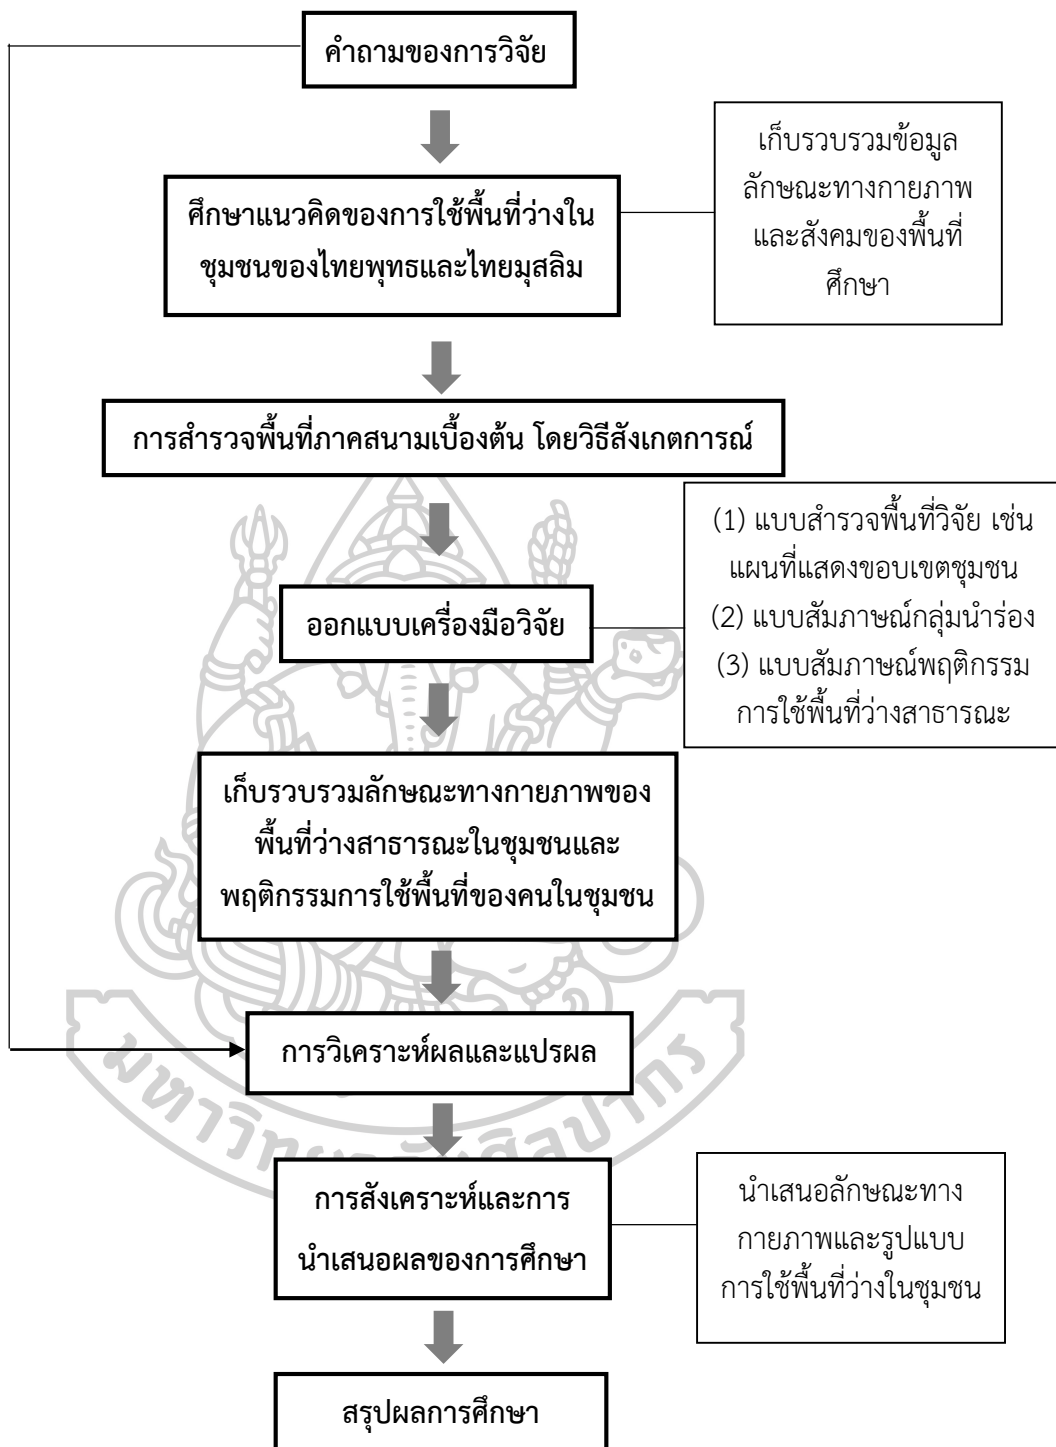 คำถามของการวิจัย
เก็บรวบรวมข้อมูล
ลักษณะทางกายภาพ
และสังคมของพื้นที่
ศึกษา
ศึกษาแนวคิดของการใช้พื้นที่ว่างใน
ชุมชนของไทยพุทธและไทยมุสลิม
การสำรวจพื้นที่ภาคสนามเบื้องต้น โดยวิธีสังเกตการณ์
(1) แบบสำรวจพื้นที่วิจัย เช่น
แผนที่แสดงขอบเขตชุมชน
(2) แบบสัมภาษณ์กลุ่มนำร่อง
(3) แบบสัมภาษณ์พฤติกรรม
การใช้พื้นที่ว่างสาธารณะ
ออกแบบเครื่องมือวิจัย
เก็บรวบรวมลักษณะทางกายภาพของ
พื้นที่ว่างสาธารณะในชุมชนและ
พฤติกรรมการใช้พื้นที่ของคนในชุมชน
การวิเคราะห์ผลและแปรผล
การสังเคราะห์และการ
นำเสนอผลของการศึกษา
นำเสนอลักษณะทาง
กายภาพและรูปแบบ
การใช้พื้นที่ว่างในชุมชน
สรุปผลการศึกษา